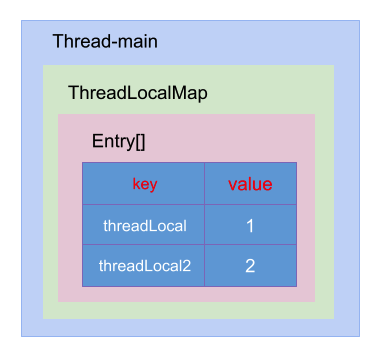 Thread-main
ThreadLocalMap
Entry[]
key value
threadLocal 1
threadLocal2 2